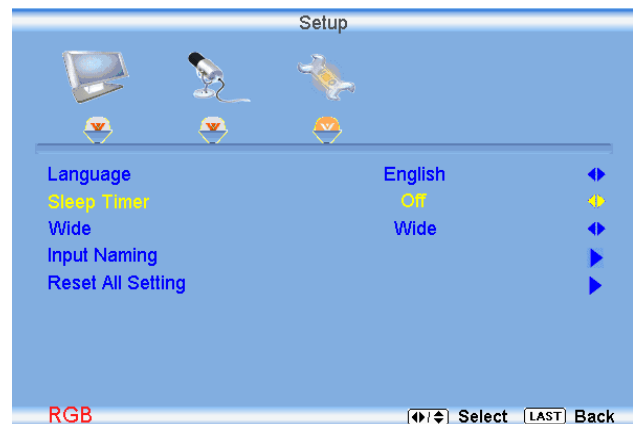 Setup
Language English
Sleep Timer Off
Wide Wide
Input Naming
Reset All Setting
RGB Select LAST Back